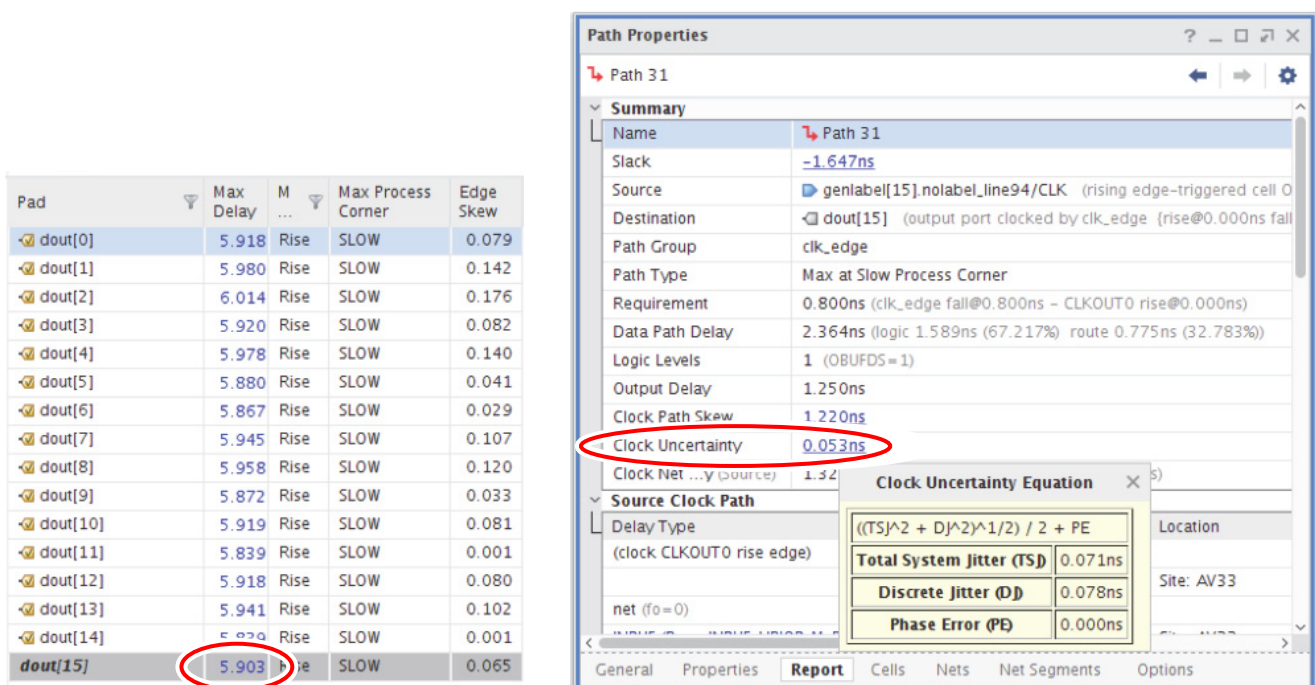 Pad Max Delay M ... Max Process Corner Edge Skew
dout[0] 5.918 Rise SLOW 0.079
dout[1] 5.980 Rise SLOW 0.142
dout[2] 6.014 Rise SLOW 0.176
dout[3] 5.920 Rise SLOW 0.082
dout[4] 5.978 Rise SLOW 0.140
dout[5] 5.880 Rise SLOW 0.041
dout[6] 5.867 Rise SLOW 0.029
dout[7] 5.945 Rise SLOW 0.107
dout[8] 5.958 Rise SLOW 0.120
dout[9] 5.872 Rise SLOW 0.033
dout[10] 5.919 Rise SLOW 0.081
dout[11] 5.839 Rise SLOW 0.001
dout[12] 5.918 Rise SLOW 0.080
dout[13] 5.941 Rise SLOW 0.102
dout[14] 5.839 Rise SLOW 0.001
dout[15] 5.903 Rise SLOW 0.065
Path Properties
Path 31
Summary
Name Path 31
Slack -1.647ns
Source genlabel[15].nolabel_line94/CLK (rising edge-triggered cell
Destination dout[15] (output port clocked by clk_edge {rise@0.000ns fall
Path Group clk_edge
Path Type Max at Slow Process Corner
Requirement 0.800ns (clk_edge fall@0.800ns - CLKOUT0 rise@0.000ns)
Data Path Delay 2.364ns (logic 1.589ns (67.217%) route 0.775ns (32.783%))
Logic Levels 1 (OBUFDS=1)
Output Delay 1.250ns
Clock Path Skew 1.220ns
Clock Uncertainty 0.053ns
Clock Net ...y (Source) 1.32 s)
Clock Uncertainty Equation
((TSJ^2 + DJ^2)^1/2) / 2 + PE
Total System Jitter (TSJ) 0.071ns
Discrete Jitter (DJ) 0.078ns
Phase Error (PE) 0.000ns
Source Clock Path
Delay Type Location
(clock CLKOUT0 rise edge)
Site: AV33
net (fo=0)
General Properties Report Cells Nets Net Segments Options